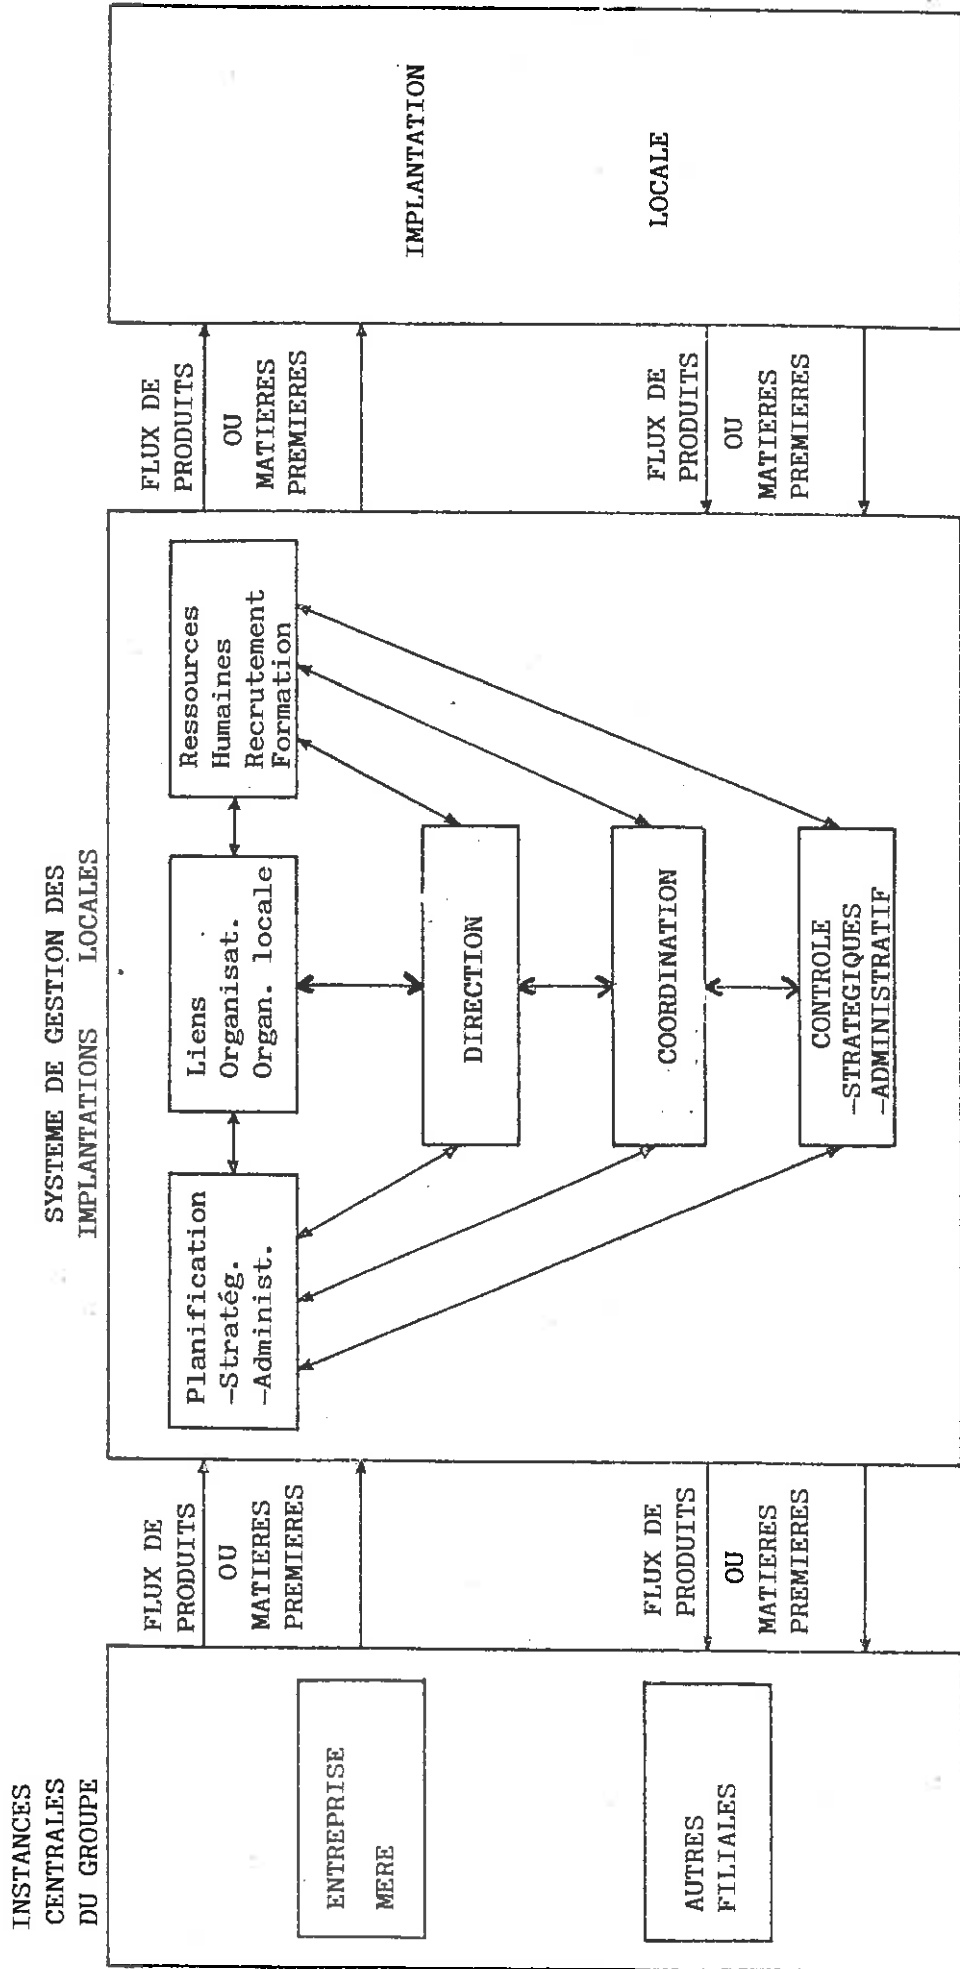 INSTANCES
CENTRALES
DU GROUPE
ENTREPRISE
MERE
AUTRES
FILIALES
FLUX DE
PRODUITS
OU
MATIERES
PREMIERES
FLUX DE
PRODUITS
OU
MATIERES
PREMIERES
SYSTEME DE GESTION DES
IMPLANTATIONS LOCALES
Planification
-Stratég.
-Administ.
Liens
Organisat.
Organ. locale
Ressources
Humaines
Recrutement
Formation
DIRECTION
COORDINATION
CONTROLE
-STRATEGIQUES
-ADMINISTRATIF
FLUX DE
PRODUITS
OU
MATIERES
PREMIERES
FLUX DE
PRODUITS
OU
MATIERES
PREMIERES
IMPLANTATION
LOCALE